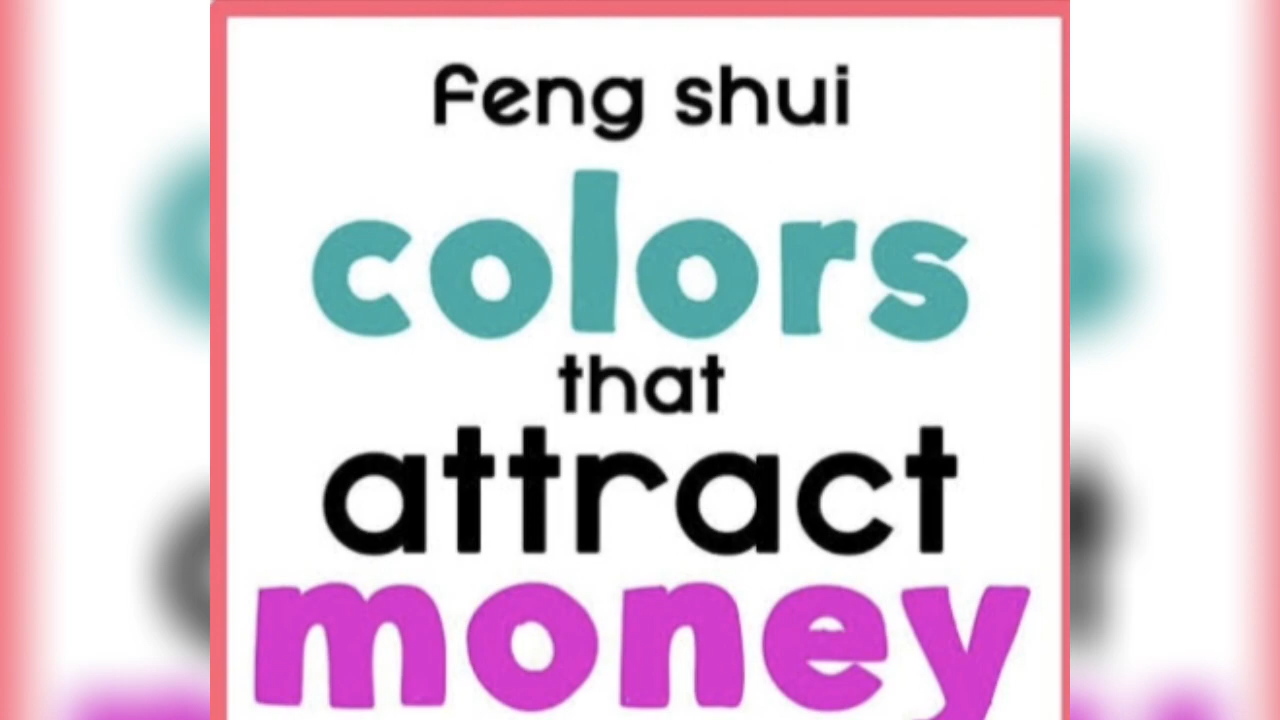 feng shui
colors
that
attract
money